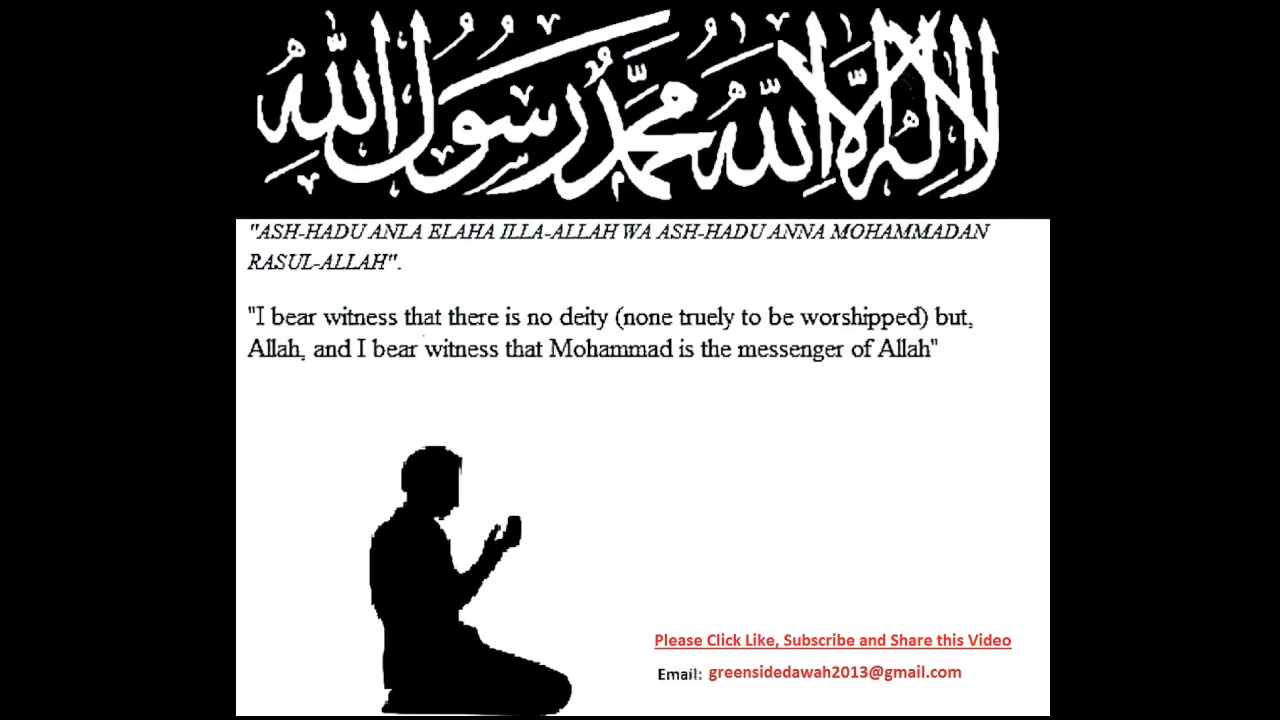 لا إله إلا الله محمد رسول الله
"ASH-HADU ANLA ELAHA ILLA-ALLAH WA ASH-HADU ANNA MOHAMMADAN
RASUL-ALLAH".
"I bear witness that there is no deity (none truely to be worshipped) but,
Allah, and I bear witness that Mohammad is the messenger of Allah"
Please Click Like, Subscribe and Share this Video
Email: greensidedawah2013@gmail.com